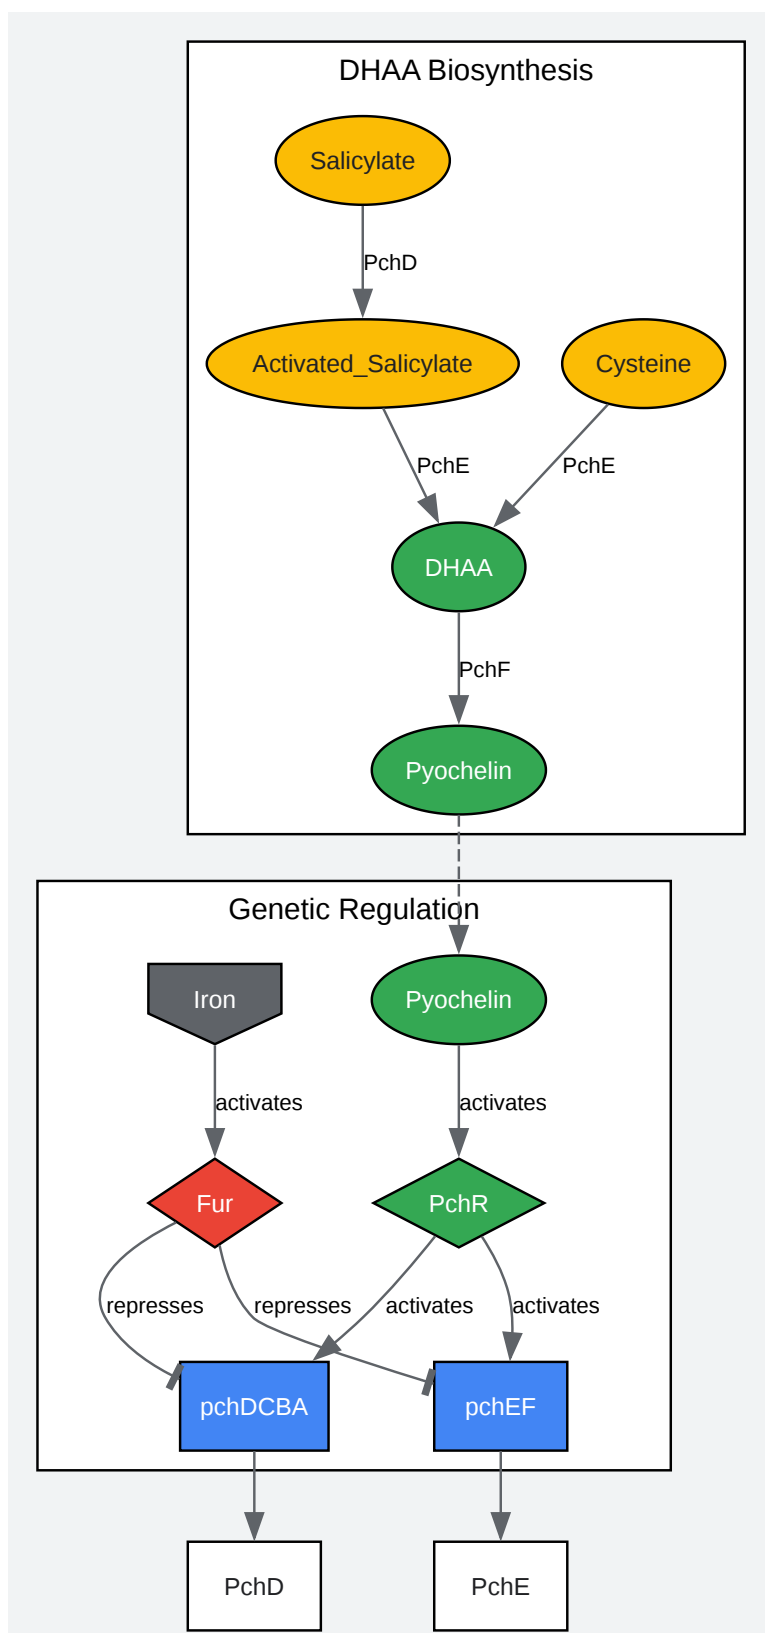 DHAA Biosynthesis
Salicylate
PchD
Activated_Salicylate
Cysteine
PchE
PchE
DHAA
PchF
Pyochelin
Genetic Regulation
Iron
Pyochelin
activates
activates
Fur
PchR
represses
represses
activates
activates
pchDCBA
pchEF
PchD
PchE